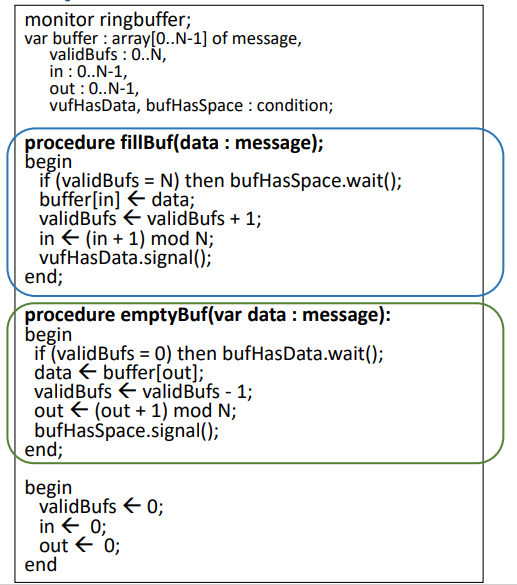 monitor ringbuffer;
var buffer : array[0..N-1] of message,
validBufs : 0..N,
in : 0..N-1,
out : 0..N-1,
vufHasData, bufHasSpace : condition;
procedure fillBuf(data : message);
begin
if (validBufs = N) then bufHasSpace.wait();
buffer[in] ← data;
validBufs ← validBufs + 1;
in ← (in + 1) mod N;
vufHasData.signal();
end;
procedure emptyBuf(var data : message):
begin
if (validBufs = 0) then bufHasData.wait();
data ← buffer[out];
validBufs ← validBufs - 1;
out ← (out + 1) mod N;
bufHasSpace.signal();
end;
begin
validBufs ← 0;
in ← 0;
out ← 0;
end